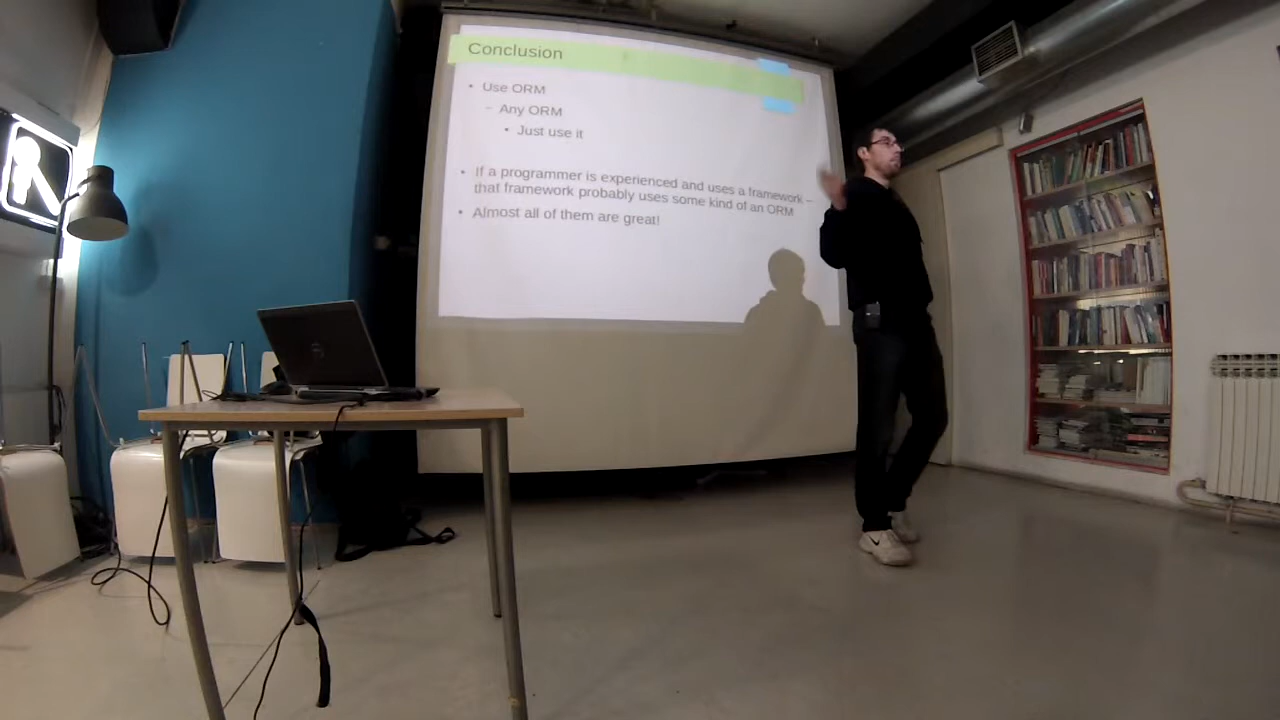 Conclusion
• Use ORM
– Any ORM
• Just use it
• If a programmer is experienced and uses a framework –
that framework probably uses some kind of an ORM
• Almost all of them are great!